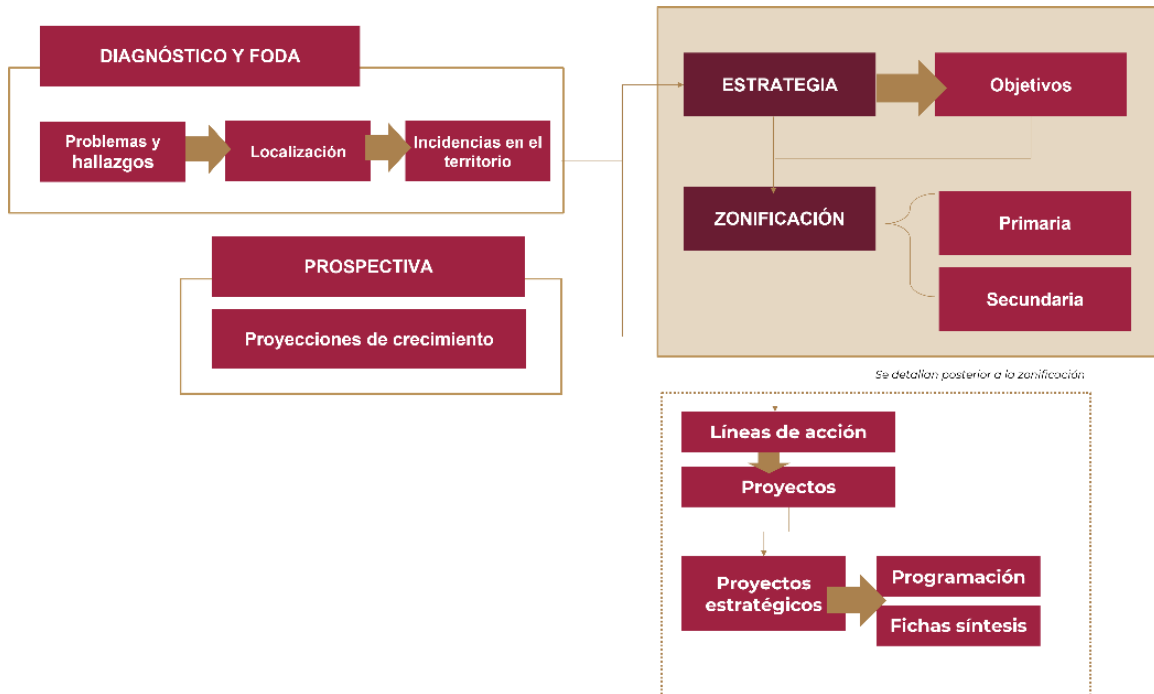 DIAGNÓSTICO Y FODA
Problemas y
hallazgos
Localización
Incidencias en el
territorio
PROSPECTIVA
Proyecciones de crecimiento
ESTRATEGIA
Objetivos
ZONIFICACIÓN
Primaria
Secundaria
Se detallan posterior a la zonificación
Líneas de acción
Proyectos
Proyectos
estratégicos
Programación
Fichas síntesis